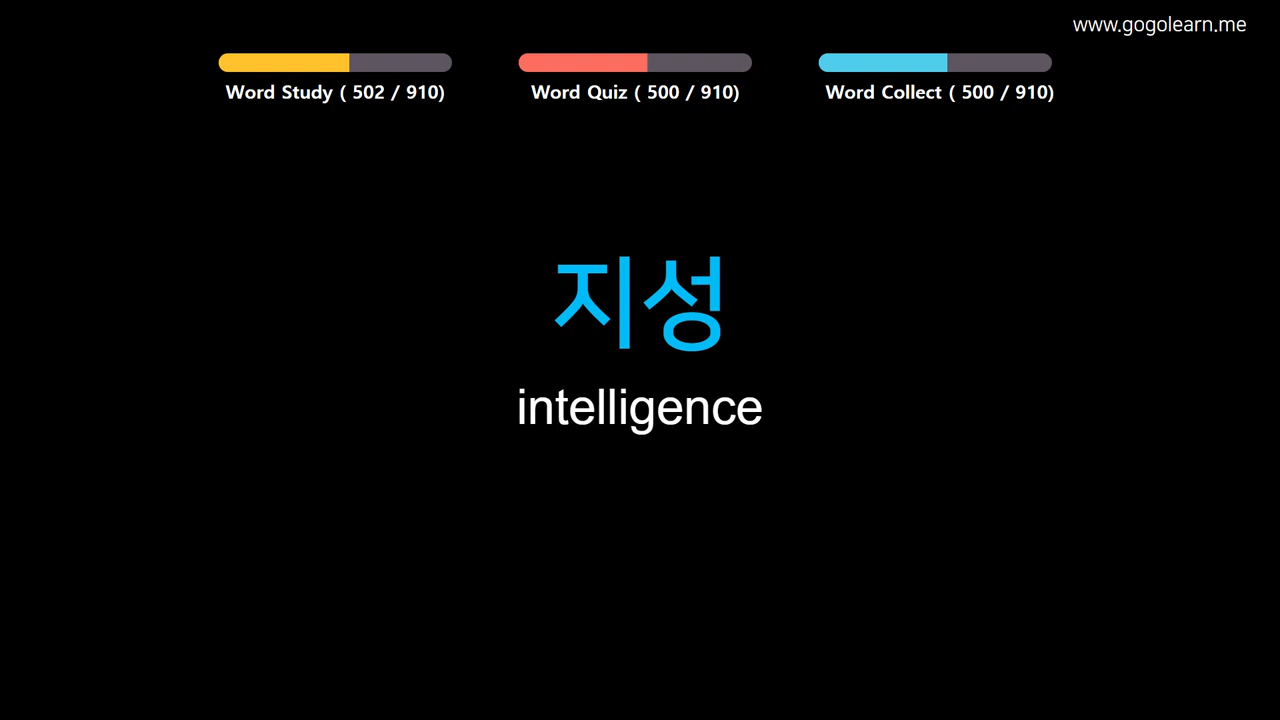 www.gogolearn.me
Word Study ( 502 / 910)
Word Quiz ( 500 / 910)
Word Collect ( 500 / 910)
지성
intelligence